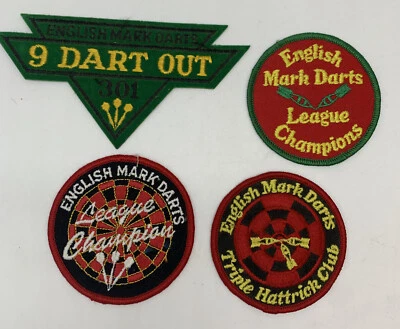 ENGLISH MARK DARTS
9 DART OUT
301
English
Mark Darts
League
Champions
ENGLISH MARK DARTS
League
Champion
English Mark Darts
Triple Hattrick Club